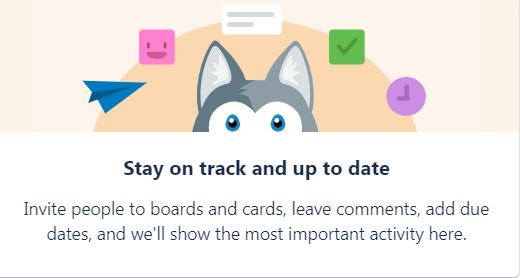 Stay on track and up to date
Invite people to boards and cards, leave comments, add due
dates, and we'll show the most important activity here.